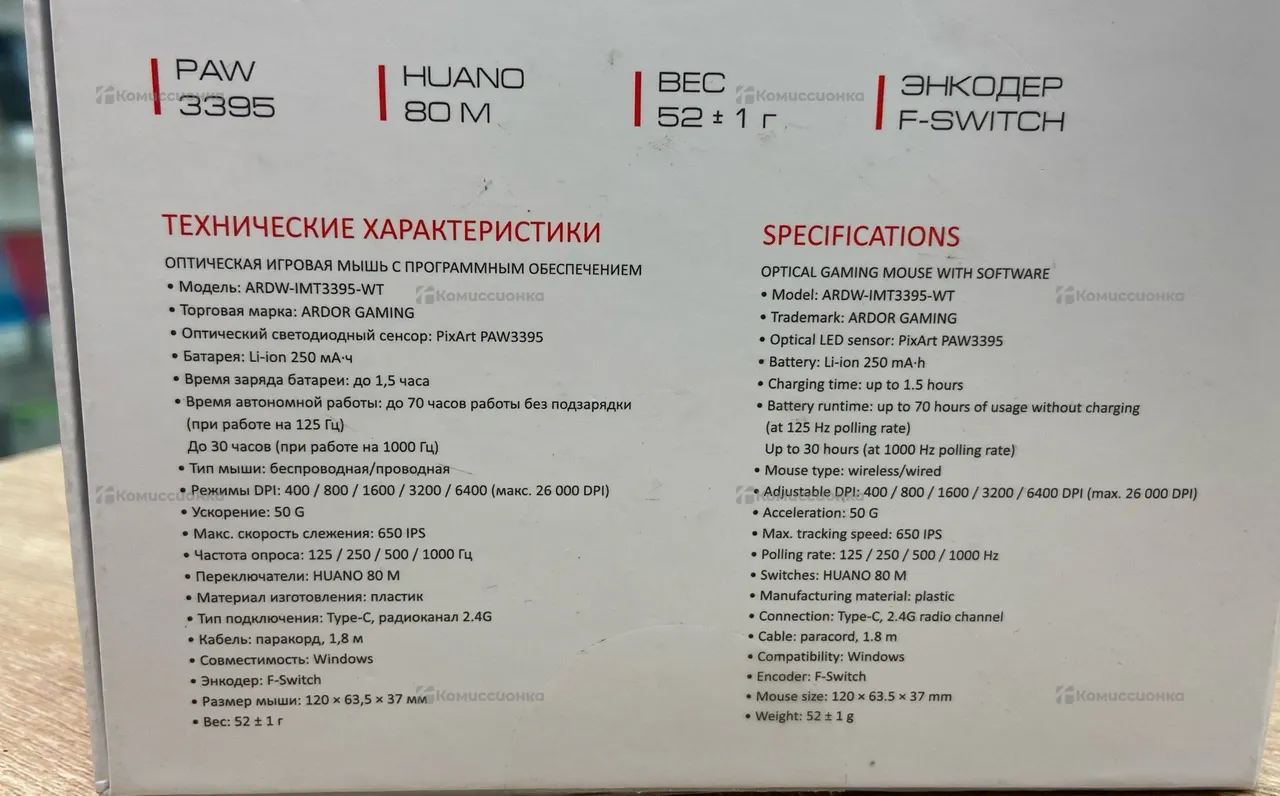 PAW
3395
HUANO
80 M
ВЕС
52 ± 1 г
ЭНКОДЕР
F-SWITCH
ТЕХНИЧЕСКИЕ ХАРАКТЕРИСТИКИ
ОПТИЧЕСКАЯ ИГРОВАЯ МЫШЬ С ПРОГРАММНЫМ ОБЕСПЕЧЕНИЕМ
• Модель: ARDW-IMT3395-WT
• Торговая марка: ARDOR GAMING
• Оптический светодиодный сенсор: PixArt PAW3395
• Батарея: Li-ion 250 мА·ч
• Время заряда батареи: до 1,5 часа
• Время автономной работы: до 70 часов работы без подзарядки
(при работе на 125 Гц)
До 30 часов (при работе на 1000 Гц)
• Тип мыши: беспроводная/проводная
• Режимы DPI: 400 / 800 / 1600 / 3200 / 6400 (макс. 26 000 DPI)
• Ускорение: 50 G
• Макс. скорость слежения: 650 IPS
• Частота опроса: 125 / 250 / 500 / 1000 Гц
• Переключатели: HUANO 80 M
• Материал изготовления: пластик
• Тип подключения: Type-C, радиоканал 2.4G
• Кабель: паракорд, 1,8 м
• Совместимость: Windows
• Энкодер: F-Switch
• Размер мыши: 120 × 63,5 × 37 мм
• Вес: 52 ± 1 г
SPECIFICATIONS
OPTICAL GAMING MOUSE WITH SOFTWARE
• Model: ARDW-IMT3395-WT
• Trademark: ARDOR GAMING
• Optical LED sensor: PixArt PAW3395
• Battery: Li-ion 250 mA·h
• Charging time: up to 1.5 hours
• Battery runtime: up to 70 hours of usage without charging
(at 125 Hz polling rate)
Up to 30 hours (at 1000 Hz polling rate)
• Mouse type: wireless/wired
• Adjustable DPI: 400 / 800 / 1600 / 3200 / 6400 DPI (max. 26 000 DPI)
• Acceleration: 50 G
• Max. tracking speed: 650 IPS
• Polling rate: 125 / 250 / 500 / 1000 Hz
• Switches: HUANO 80 M
• Manufacturing material: plastic
• Connection: Type-C, 2.4G radio channel
• Cable: paracord, 1.8 m
• Compatibility: Windows
• Encoder: F-Switch
• Mouse size: 120 × 63.5 × 37 mm
• Weight: 52 ± 1 g
Комиссионка
Комиссионка
Комиссионка
Комиссионка
Комиссионка
Комиссионка
Комиссионка
Комиссионка